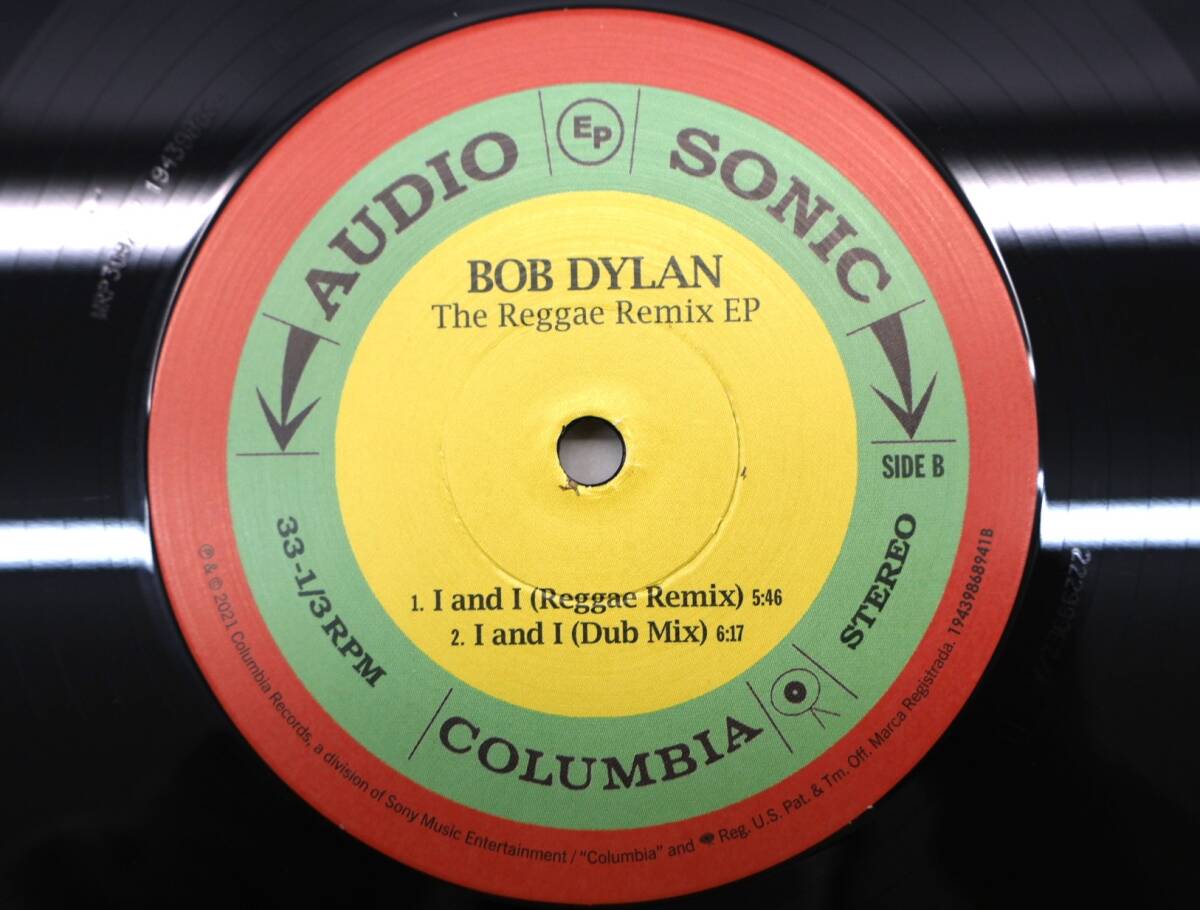 AUDIO
EP
SONIC
BOB DYLAN
The Reggae Remix EP
SIDE B
33-1/3 RPM
STEREO
1. I and I (Reggae Remix) 5:46
2. I and I (Dub Mix) 6:17
COLUMBIA
℗ & © 2021 Columbia Records, a division of Sony Music Entertainment / "Columbia" and Reg. U.S. Pat. & Tm. Off. Marca Registrada. 19439868941B